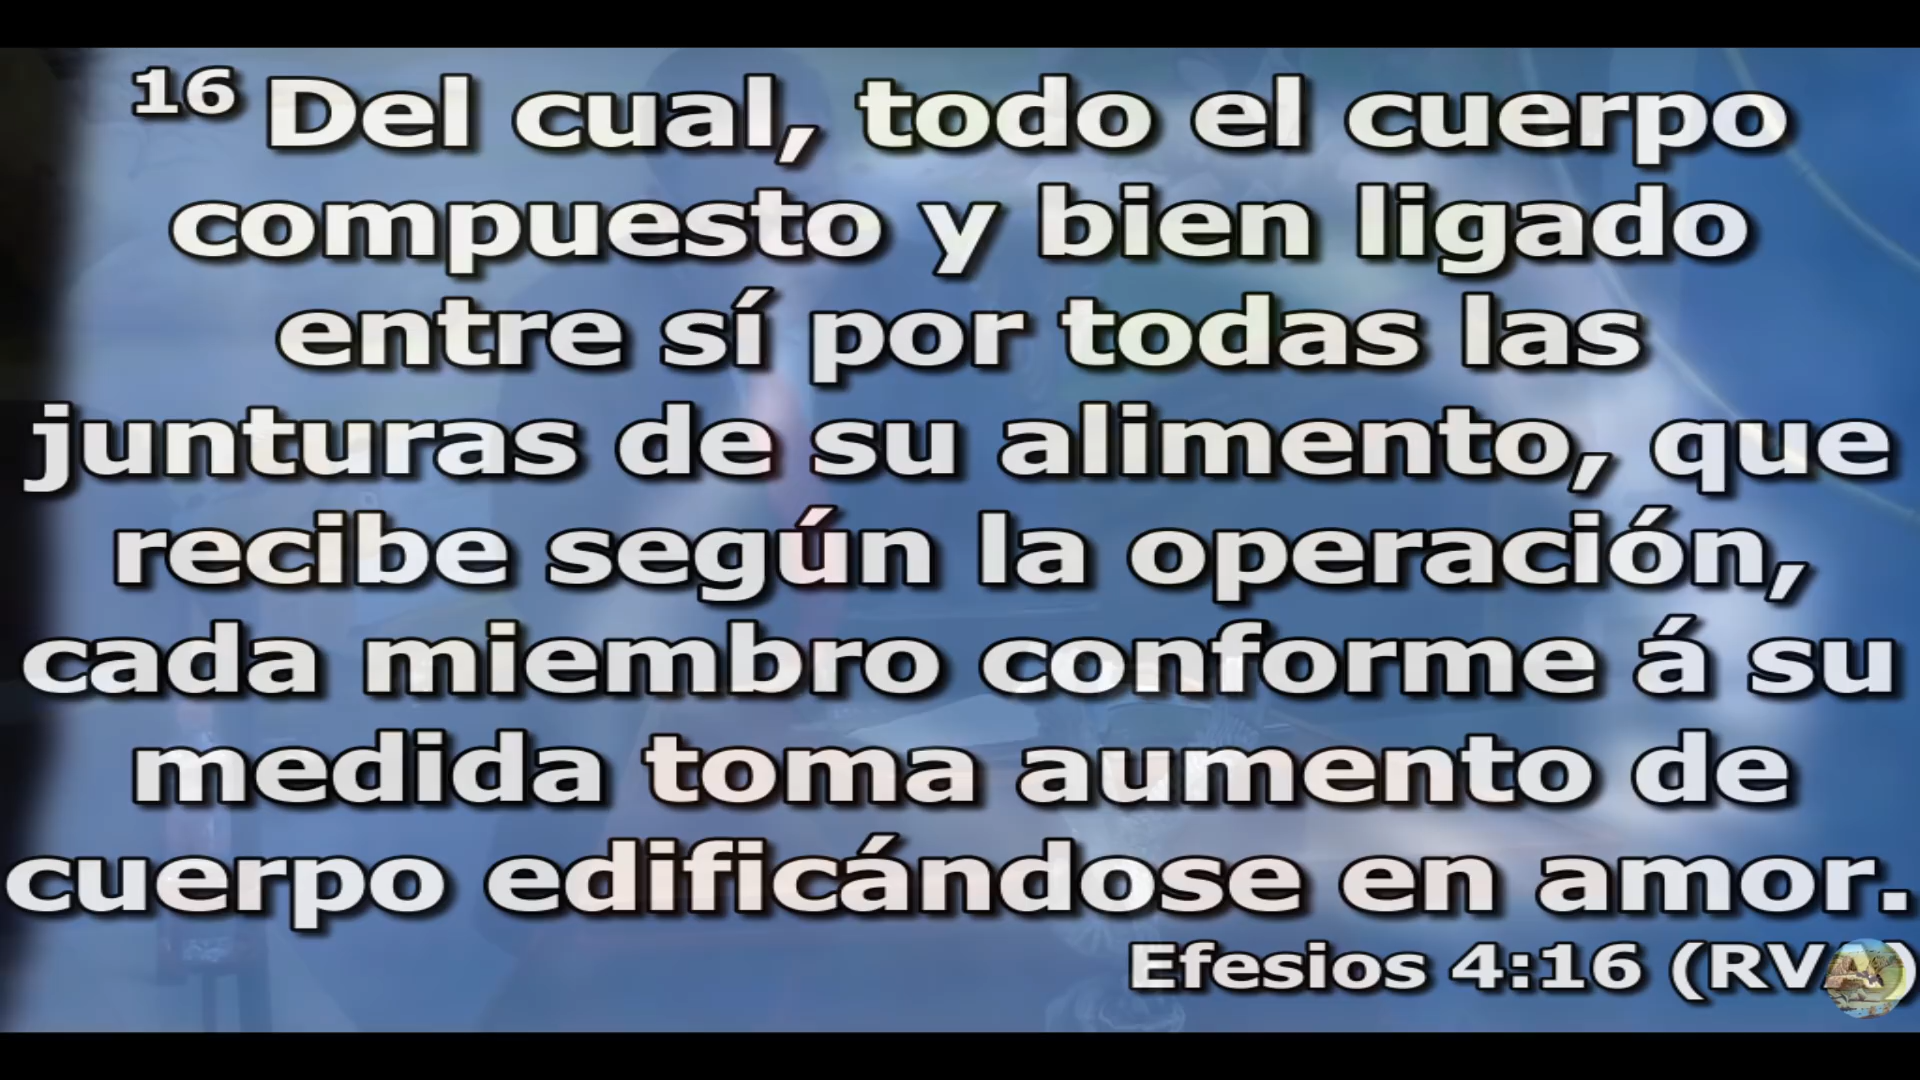 16 Del cual, todo el cuerpo
compuesto y bien ligado
entre sí por todas las
junturas de su alimento, que
recibe según la operación,
cada miembro conforme á su
medida toma aumento de
cuerpo edificándose en amor.
Efesios 4:16